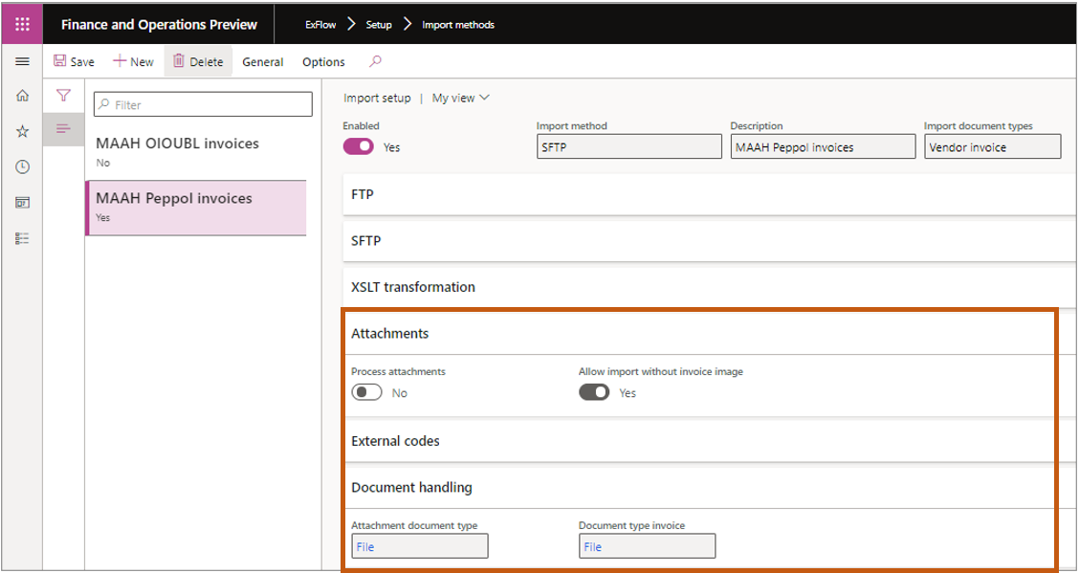 Finance and Operations Preview
ExFlow > Setup > Import methods
Save New Delete General Options
Filter
MAAH OIOUBL invoices
No
MAAH Peppol invoices
Yes
Import setup | My view
Enabled Import method Description Import document types
Yes SFTP MAAH Peppol invoices Vendor invoice
FTP
SFTP
XSLT transformation
Attachments
Process attachments Allow import without invoice image
No Yes
External codes
Document handling
Attachment document type Document type invoice
File File